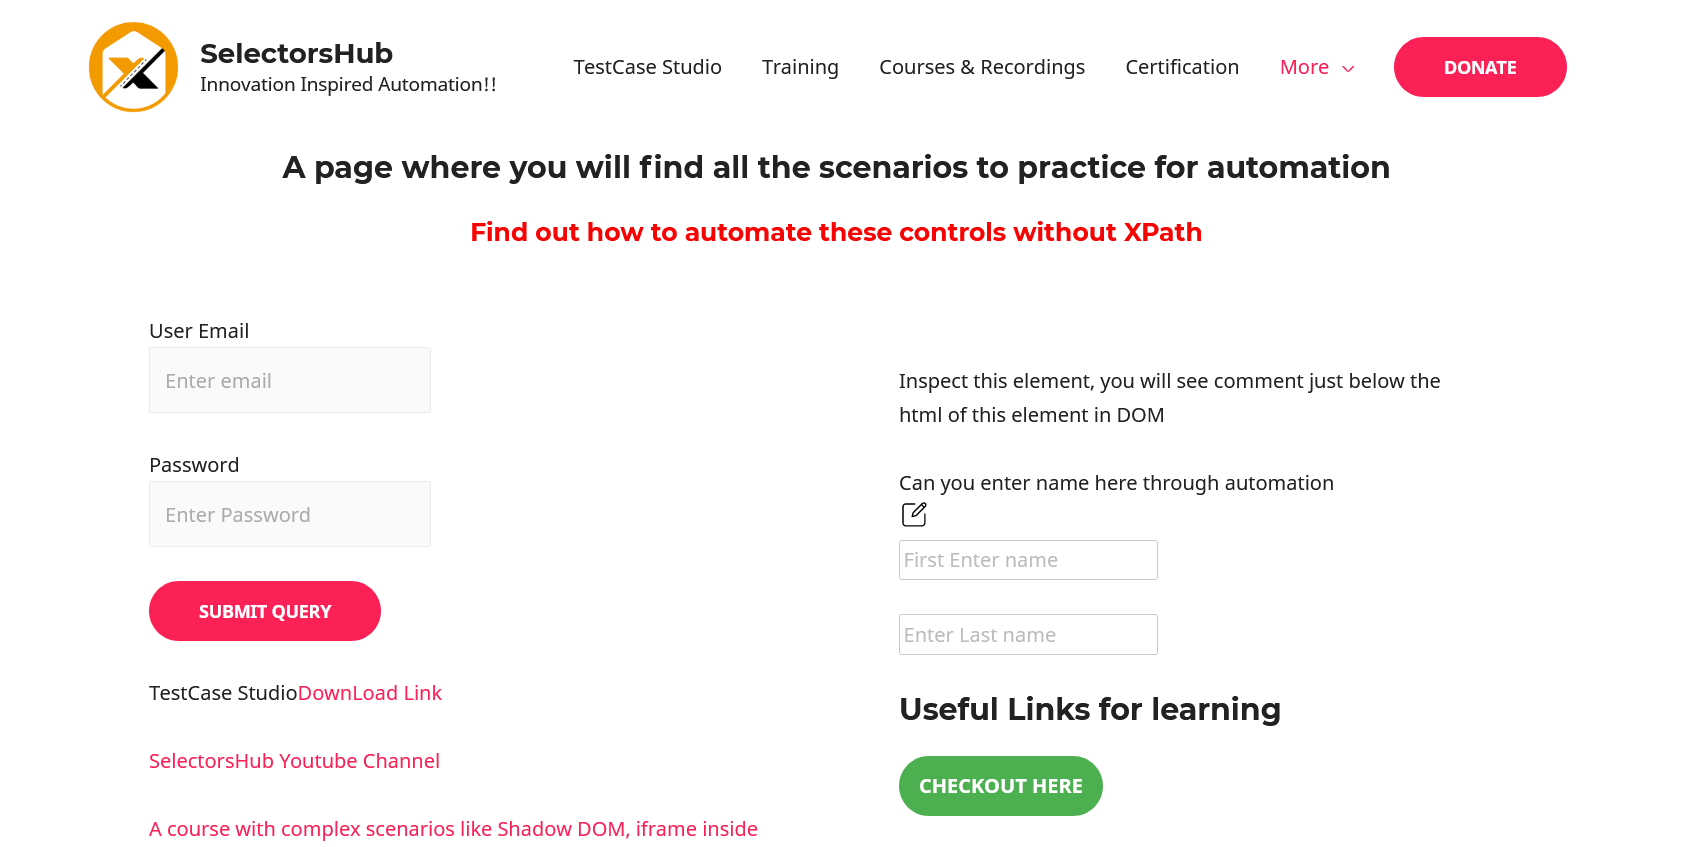 SelectorsHub
Innovation Inspired Automation!!
TestCase Studio
Training
Courses & Recordings
Certification
More
DONATE
A page where you will find all the scenarios to practice for automation
Find out how to automate these controls without XPath
User Email
Enter email
Password
Enter Password
SUBMIT QUERY
TestCase StudioDownLoad Link
SelectorsHub Youtube Channel
A course with complex scenarios like Shadow DOM, iframe inside
Inspect this element, you will see comment just below the
html of this element in DOM
Can you enter name here through automation
First Enter name
Enter Last name
Useful Links for learning
CHECKOUT HERE